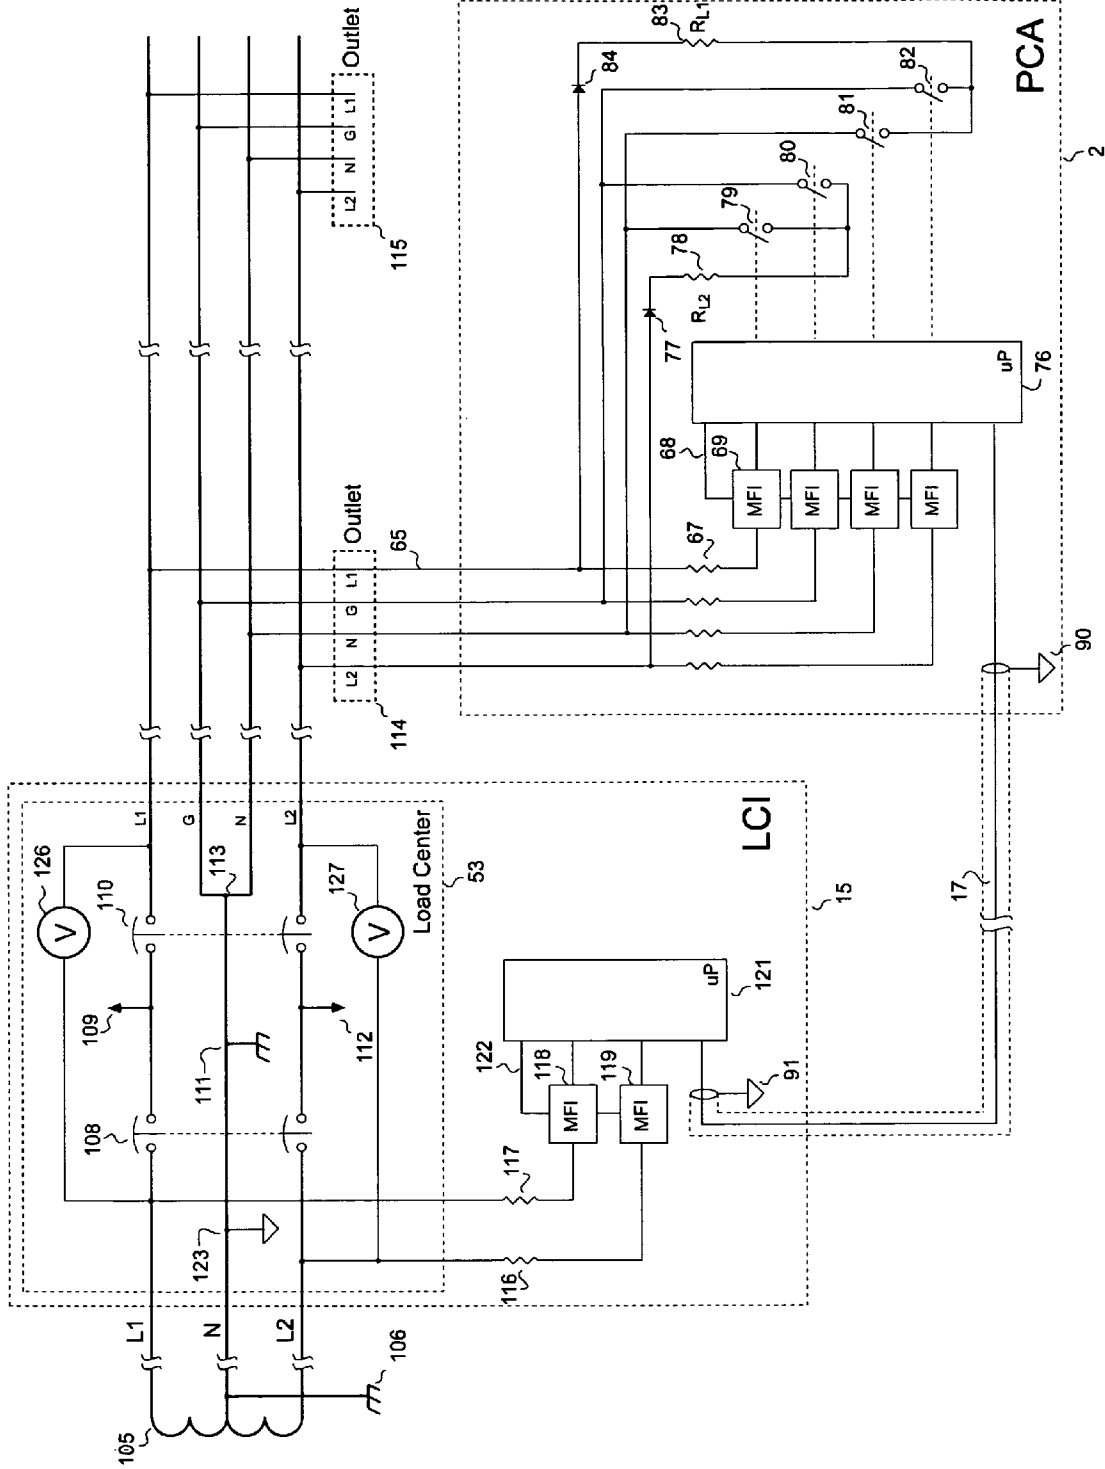 105
L1
N
L2
106
123
116
117
108
111
109
112
110
113
126
V
127
V
L1
G
N
L2
Load Center
53
LCI
15
122
118
MFI
119
MFI
uP
121
91
17
114
L2
N
G
L1
Outlet
65
115
L2
N
G
L1
Outlet
67
68
69
MFI
MFI
MFI
MFI
uP
76
77
RL2
78
79
80
81
82
84
83
RL1
PCA
2
90